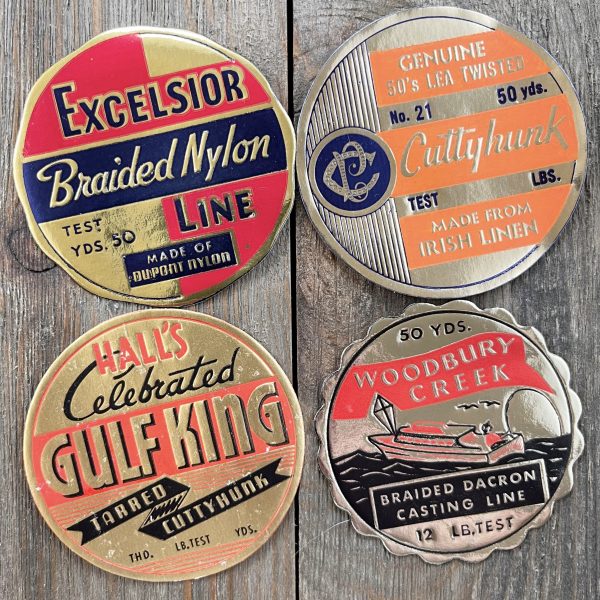 EXCELSIOR
Braided Nylon
LINE
TEST
YDS. 50
MADE OF
DUPONT NYLON
GENUINE
50's LEA TWISTED
No. 21 50 yds.
Cuttyhunk
TEST LBS.
MADE FROM
IRISH LINEN
HALL'S
Celebrated
GULF KING
TARRED
CUTTYHUNK
THD. LB.TEST YDS.
50 YDS.
WOODBURY
CREEK
BRAIDED DACRON
CASTING LINE
12 LB.TEST